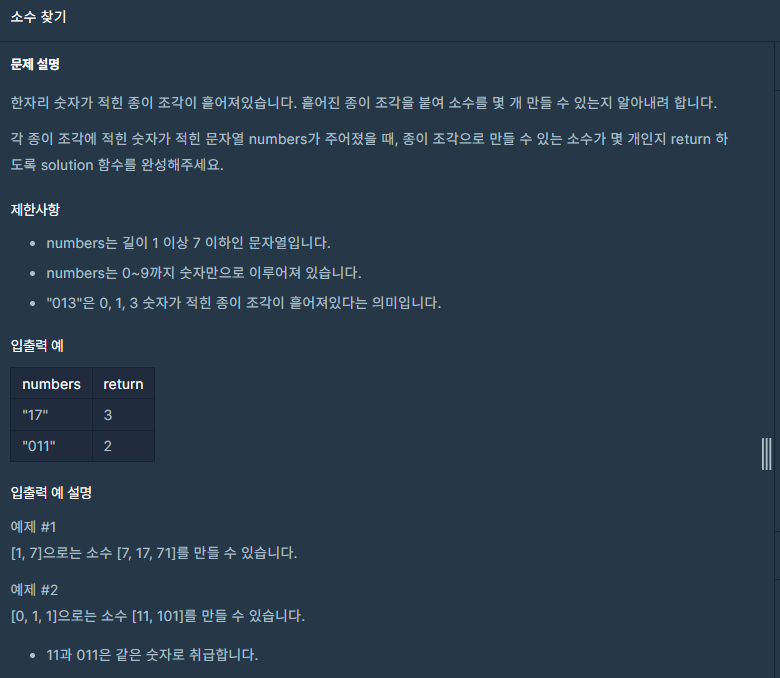 소수 찾기
문제 설명
한자리 숫자가 적힌 종이 조각이 흩어져있습니다. 흩어진 종이 조각을 붙여 소수를 몇 개 만들 수 있는지 알아내려 합니다.
각 종이 조각에 적힌 숫자가 적힌 문자열 numbers가 주어졌을 때, 종이 조각으로 만들 수 있는 소수가 몇 개인지 return 하
도록 solution 함수를 완성해주세요.
제한사항
• numbers는 길이 1 이상 7 이하인 문자열입니다.
• numbers는 0~9까지 숫자만으로 이루어져 있습니다.
• "013"은 0, 1, 3 숫자가 적힌 종이 조각이 흩어져있다는 의미입니다.
입출력 예
numbers return
"17" 3
"011" 2
입출력 예 설명
예제 #1
[1, 7]으로는 소수 [7, 17, 71]를 만들 수 있습니다.
예제 #2
[0, 1, 1]으로는 소수 [11, 101]를 만들 수 있습니다.
• 11과 011은 같은 숫자로 취급합니다.